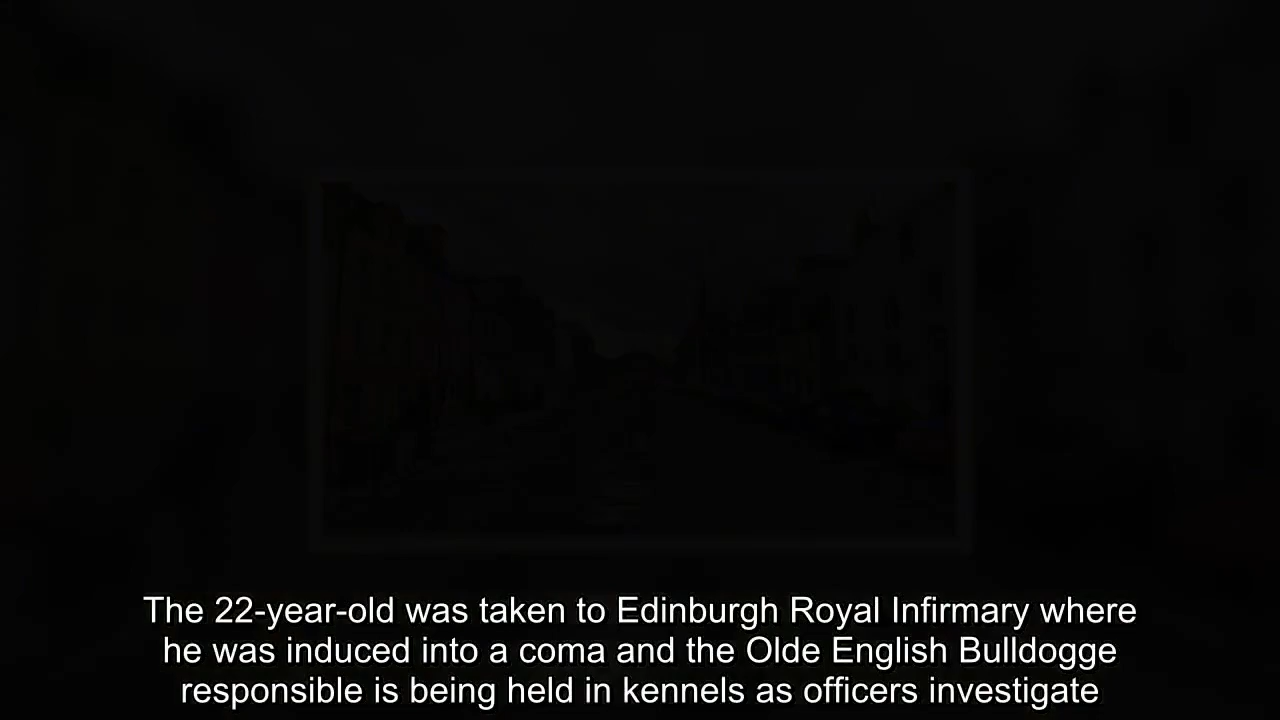 The 22-year-old was taken to Edinburgh Royal Infirmary where
he was induced into a coma and the Olde English Bulldogge
responsible is being held in kennels as officers investigate